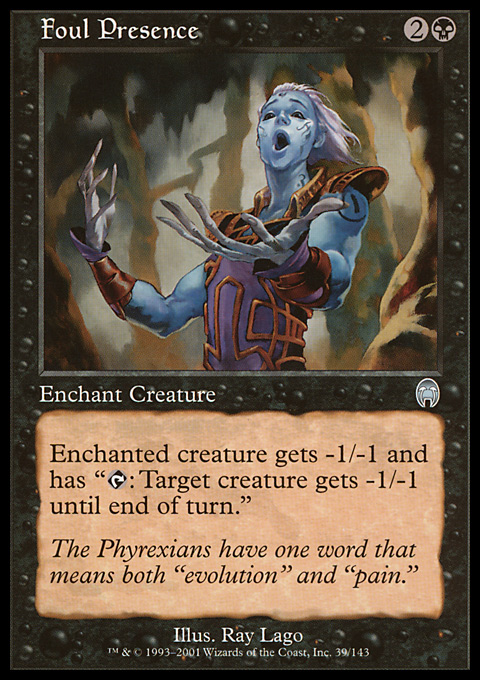 Foul Presence 2
Enchant Creature
Enchanted creature gets -1/-1 and
has “: Target creature gets -1/-1
until end of turn.”
The Phyrexians have one word that
means both “evolution” and “pain.”
Illus. Ray Lago
™ & © 1993–2001 Wizards of the Coast, Inc. 39/143